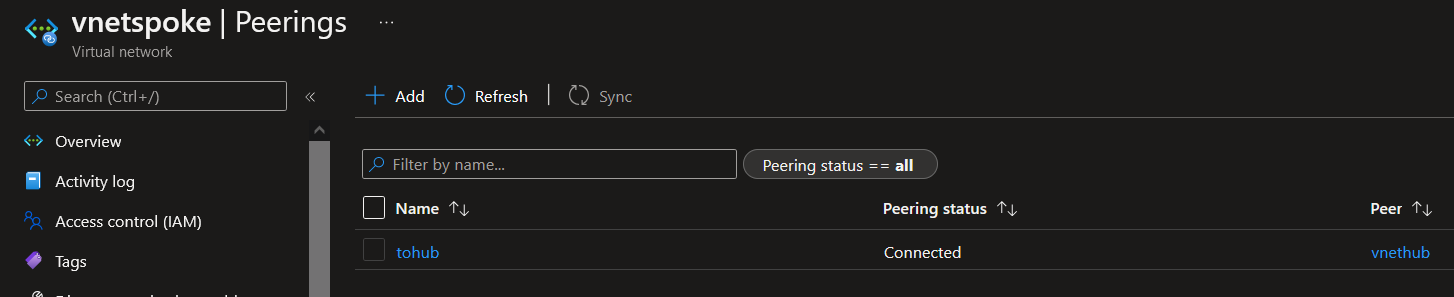 vnetspoke | Peerings ...
Virtual network
Search (Ctrl+/) «
Overview
Activity log
Access control (IAM)
Tags
+ Add Refresh | Sync
Filter by name... Peering status == all
Name ↑↓ Peering status ↑↓ Peer ↑↓
tohub Connected vnethub